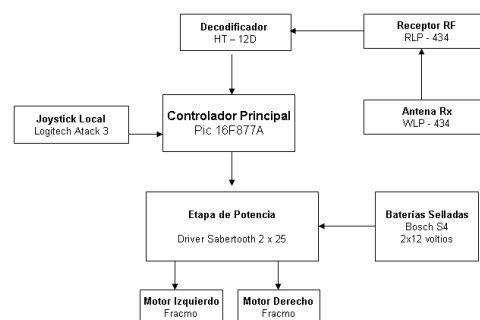 Decodificador
HT – 12D
Receptor RF
RLP - 434
Antena Rx
WLP - 434
Joystick Local
Logitech Atack 3
Controlador Principal
Pic 16F877A
Etapa de Potencia
Driver Sabertooth 2 x 25
Baterías Selladas
Bosch S4
2x12 voltios
Motor Izquierdo
Fracmo
Motor Derecho
Fracmo